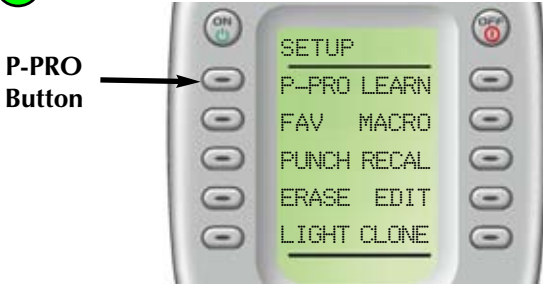 ON
OFF
SETUP
P-PRO
Button
P-PRO LEARN
FAV MACRO
PUNCH RECAL
ERASE EDIT
LIGHT CLONE